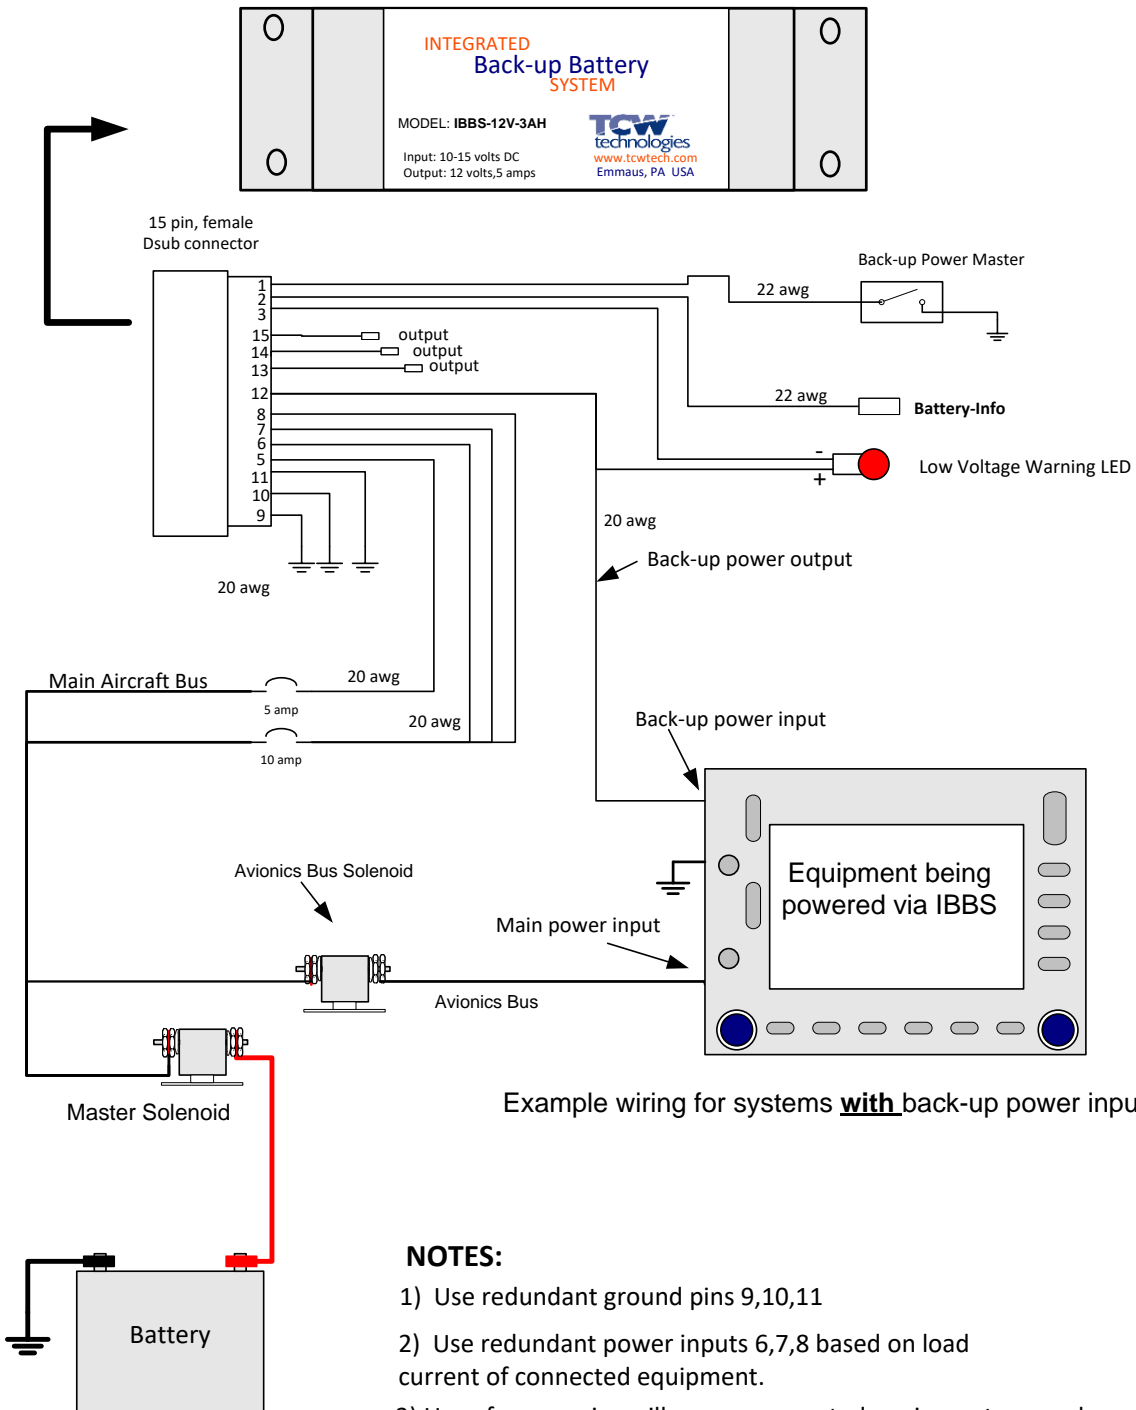 INTEGRATED
Back-up Battery
SYSTEM
MODEL: IBBS-12V-3AH
Input: 10-15 volts DC
Output: 12 volts,5 amps
TCW
technologies
www.tcwtech.com
Emmaus, PA USA
15 pin, female
Dsub connector
1
2
3
15
14
13
12
8
7
6
5
11
10
9
output
output
output
22 awg
Back-up Power Master
22 awg
Battery-Info
-
+
Low Voltage Warning LED
20 awg
Back-up power output
20 awg
Main Aircraft Bus
20 awg
5 amp
20 awg
10 amp
Back-up power input
Equipment being
powered via IBBS
Avionics Bus Solenoid
Main power input
Avionics Bus
Master Solenoid
Example wiring for systems with back-up power inpu
Battery
NOTES:
1) Use redundant ground pins 9,10,11
2) Use redundant power inputs 6,7,8 based on load
current of connected equipment.